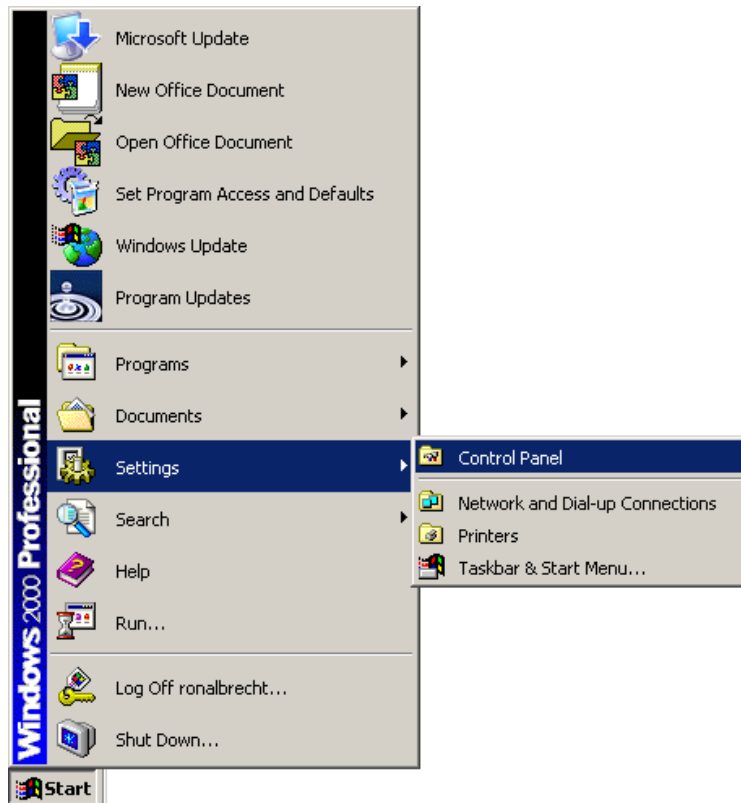 Microsoft Update
New Office Document
Open Office Document
Set Program Access and Defaults
Windows Update
Program Updates
Programs
Documents
Settings
Search
Help
Run...
Log Off ronalbrecht...
Shut Down...
Control Panel
Network and Dial-up Connections
Printers
Taskbar & Start Menu...
Windows 2000 Professional
Start